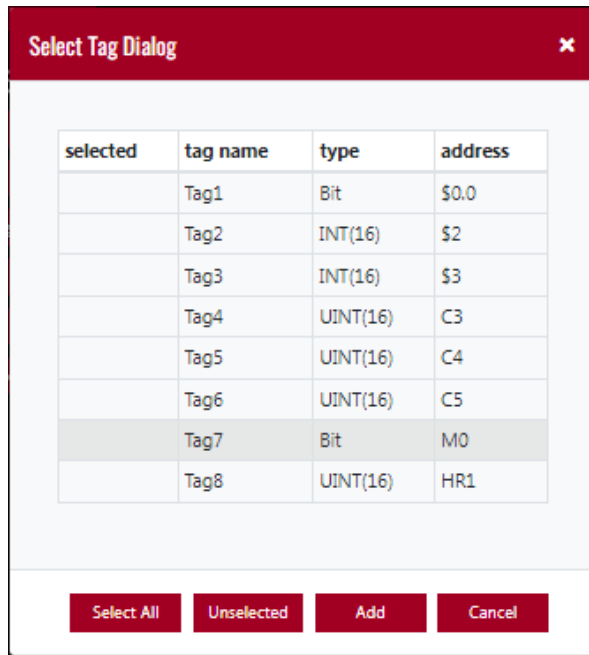 Select Tag Dialog ×
selected tag name type address
Tag1 Bit $0.0
Tag2 INT(16) $2
Tag3 INT(16) $3
Tag4 UINT(16) C3
Tag5 UINT(16) C4
Tag6 UINT(16) C5
Tag7 Bit M0
Tag8 UINT(16) HR1
Select All Unselected Add Cancel